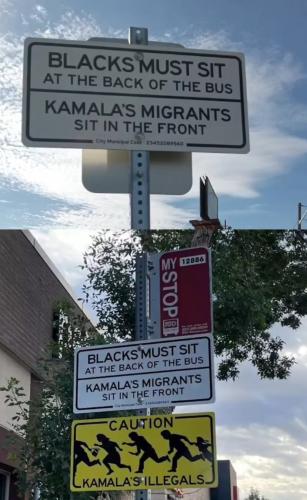 BLACKS MUST SIT
AT THE BACK OF THE BUS
KAMALA'S MIGRANTS
SIT IN THE FRONT
12886
MY
STOP
BLACKS MUST SIT
AT THE BACK OF THE BUS
KAMALA'S MIGRANTS
SIT IN THE FRONT
CAUTION
KAMALA'S ILLEGALS